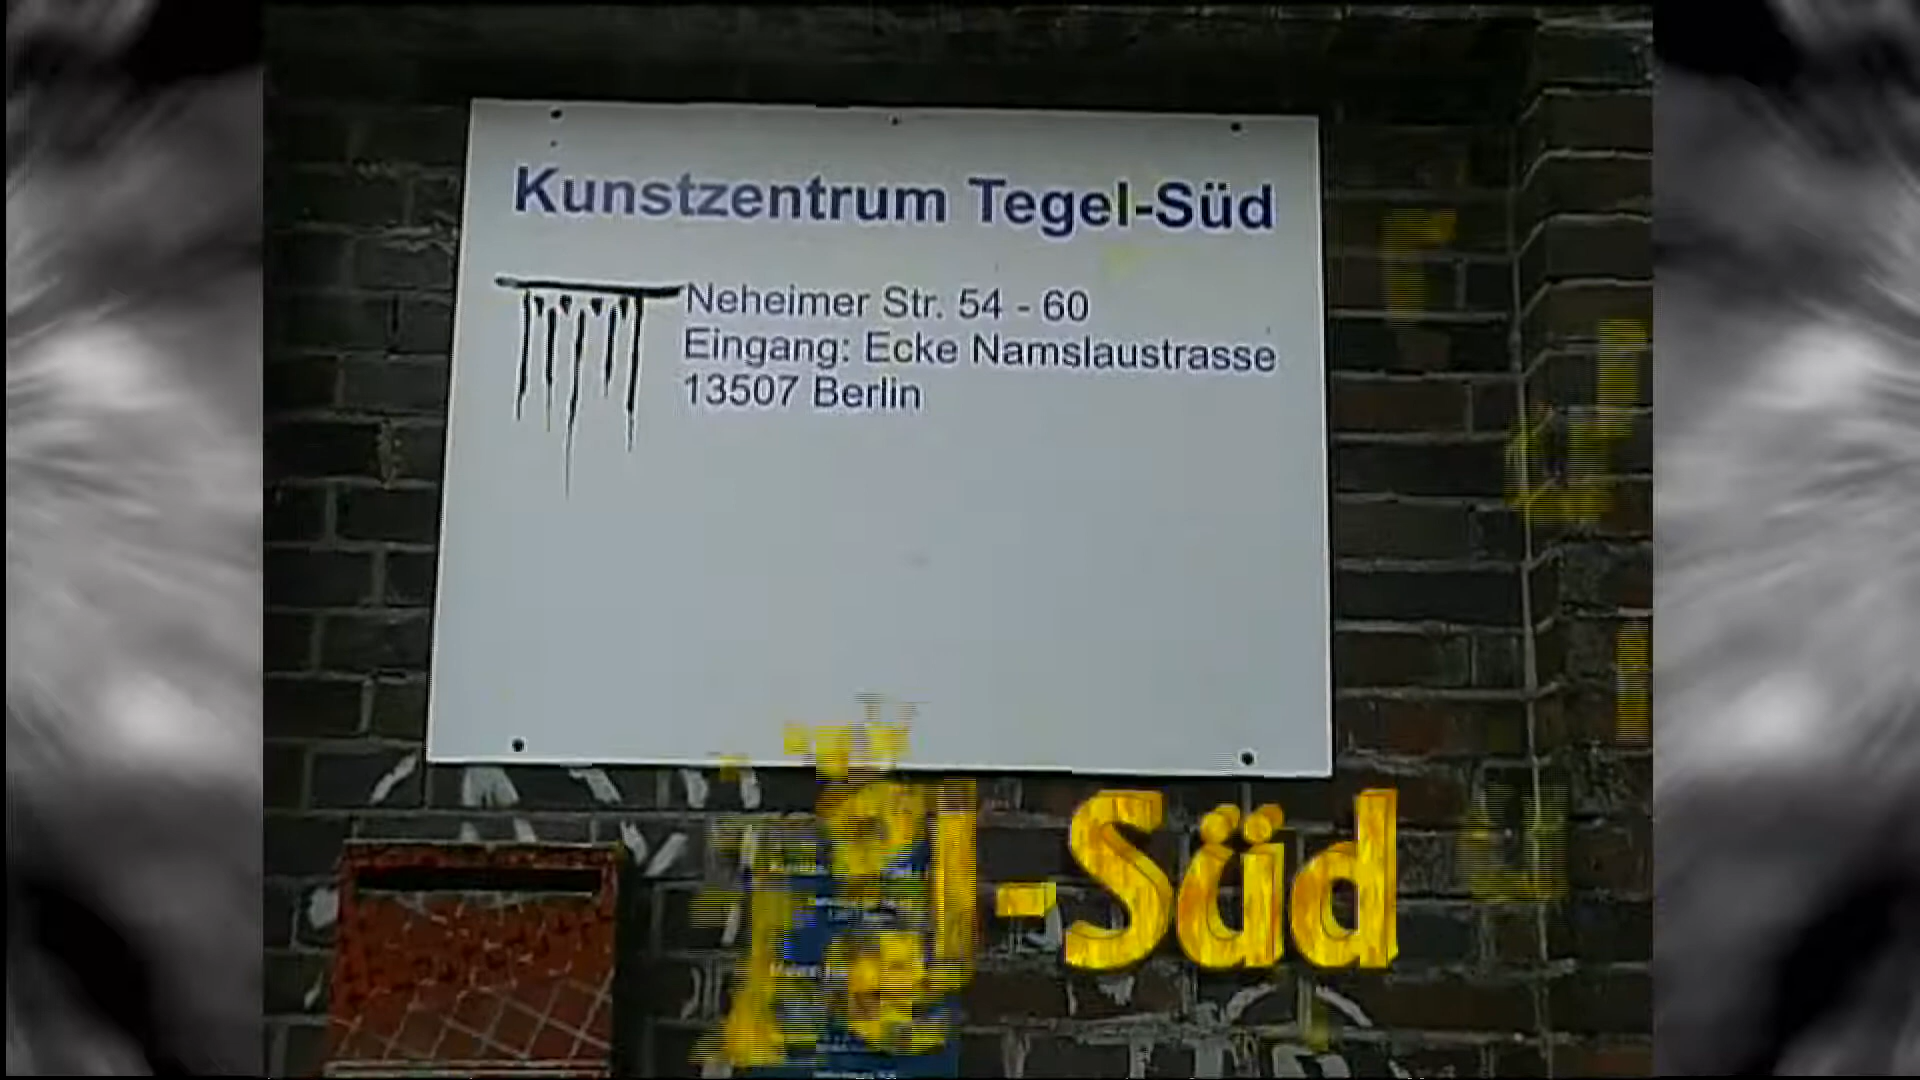 Kunstzentrum Tegel-Süd
Neheimer Str. 54 - 60
Eingang: Ecke Namslaustrasse
13507 Berlin
-Süd